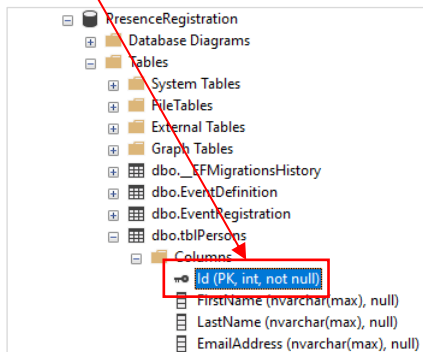 PresenceRegistration
Database Diagrams
Tables
System Tables
FileTables
External Tables
Graph Tables
dbo.__EFMigrationsHistory
dbo.EventDefinition
dbo.EventRegistration
dbo.tblPersons
Columns
Id (PK, int, not null)
FirstName (nvarchar(max), null)
LastName (nvarchar(max), null)
EmailAddress (nvarchar(max), null)